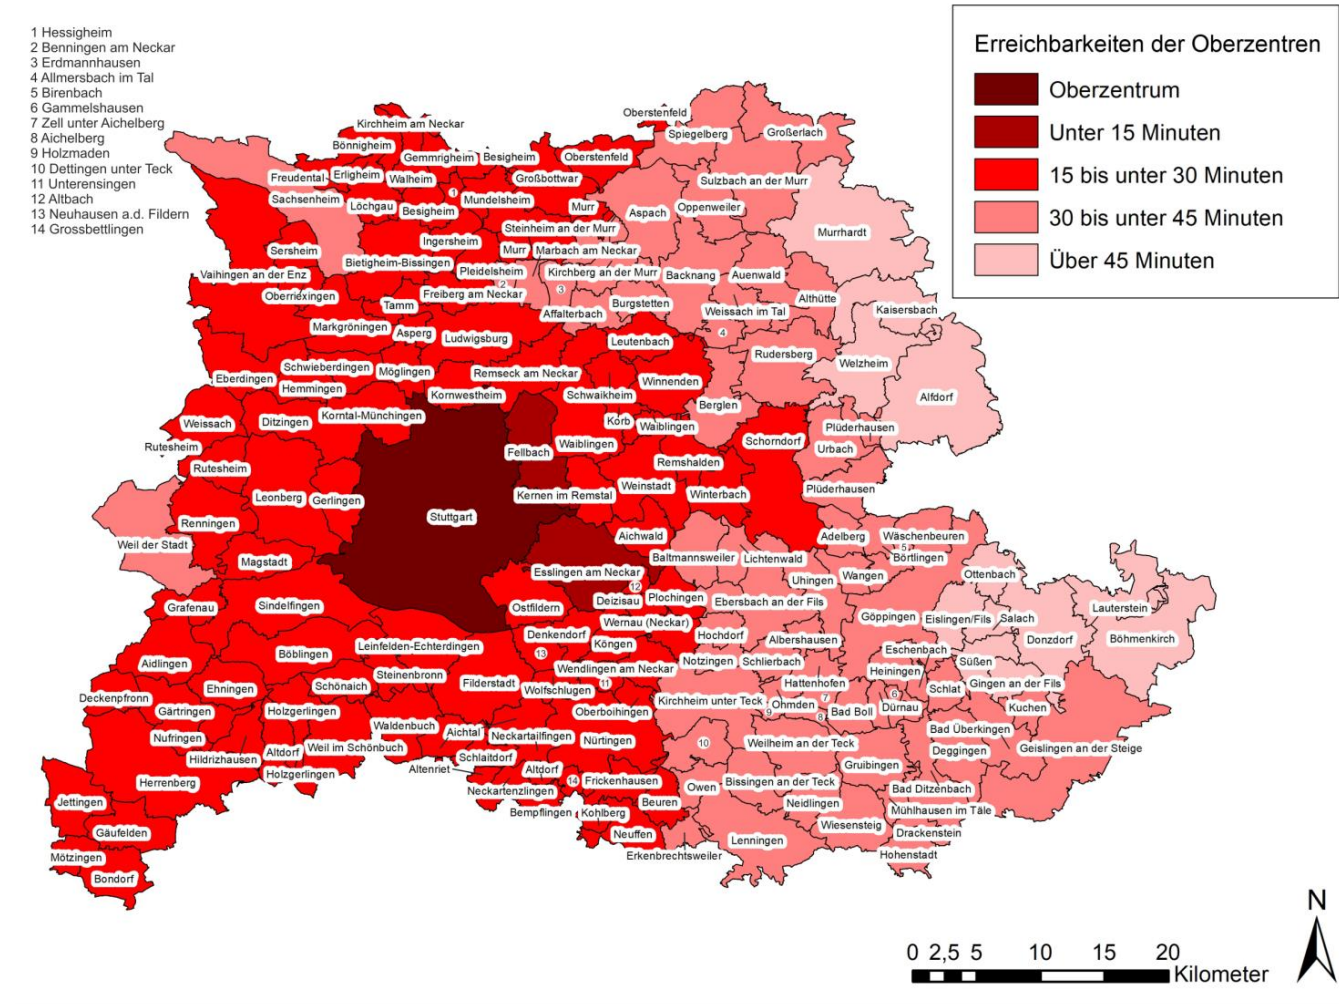 1 Hessigheim
2 Benningen am Neckar
3 Erdmannhausen
4 Allmersbach im Tal
5 Birenbach
6 Gammelshausen
7 Zell unter Aichelberg
8 Aichelberg
9 Holzmaden
10 Dettingen unter Teck
11 Unterensingen
12 Altbach
13 Neuhausen a.d. Fildern
14 Grossbettlingen
Erreichbarkeiten der Oberzentren
Oberzentrum
Unter 15 Minuten
15 bis unter 30 Minuten
30 bis unter 45 Minuten
Über 45 Minuten
Oberstenfeld
Kirchheim am Neckar
Spiegelberg
Großerlach
Bönnigheim
Gemmrigheim
Besigheim
Oberstenfeld
Freudental
Erligheim
Walheim
Großbottwar
Sulzbach an der Murr
1
Sachsenheim
Löchgau
Besigheim
Mundelsheim
Murr
Aspach
Oppenweiler
Steinheim an der Murr
Murrhardt
Sersheim
Ingersheim
Murr
Marbach am Neckar
Bietigheim-Bissingen
Pleidelsheim
Kirchberg an der Murr
Backnang
Auenwald
Vaihingen an der Enz
2
3
Oberriexingen
Tamm
Freiberg am Neckar
Burgstetten
Althütte
Affalterbach
Weissach im Tal
Kaisersbach
Markgröningen
Asperg
Ludwigsburg
Leutenbach
4
Rudersberg
Welzheim
Schwieberdingen
Möglingen
Remseck am Neckar
Eberdingen
Hemmingen
Winnenden
Kornwestheim
Schwaikheim
Alfdorf
Berglen
Weissach
Ditzingen
Korntal-Münchingen
Korb
Waiblingen
Plüderhausen
Rutesheim
Fellbach
Waiblingen
Schorndorf
Urbach
Rutesheim
Remshalden
Leonberg
Gerlingen
Kernen im Remstal
Weinstadt
Winterbach
Plüderhausen
Renningen
Stuttgart
Aichwald
Adelberg
Wäschenbeuren
Weil der Stadt
5
Magstadt
Baltmannsweiler
Lichtenwald
Börtlingen
Esslingen am Neckar
Uhingen
Wangen
Ottenbach
12
Grafenau
Sindelfingen
Ostfildern
Deizisau
Plochingen
Ebersbach an der Fils
Lauterstein
Wernau (Neckar)
Göppingen
Eislingen/Fils
Salach
Denkendorf
Hochdorf
Albershausen
Donzdorf
Böhmenkirch
Böblingen
Leinfelden-Echterdingen
13
Köngen
Eschenbach
Aidlingen
Steinenbronn
Wendlingen am Neckar
Notzingen
Schlierbach
Süßen
Heiningen
Ehningen
Schönaich
Filderstadt
Wolfschlugen
11
Hattenhofen
6
Schlat
Gingen an der Fils
Deckenpfronn
Kirchheim unter Teck
Ohmden
7
Gärtringen
Holzgerlingen
Oberboihingen
9
8
Bad Boll
Dürnau
Kuchen
Waldenbuch
Aichtal
Neckartailfingen
Bad Überkingen
Nufringen
Nürtingen
10
Weilheim an der Teck
Deggingen
Geislingen an der Steige
Hildrizhausen
Altdorf
Weil im Schönbuch
Schlaitdorf
Gruibingen
Herrenberg
Holzgerlingen
Altenriet
Altdorf
14
Frickenhausen
Bissingen an der Teck
Bad Ditzenbach
Neckartenzlingen
Owen
Jettingen
Bempflingen
Kohlberg
Beuren
Neidlingen
Mühlhausen im Täle
Gäufelden
Neuffen
Lenningen
Wiesensteig
Drackenstein
Mötzingen
Erkenbrechtsweiler
Hohenstadt
Bondorf
N
0 2,5 5 10 15 20
Kilometer